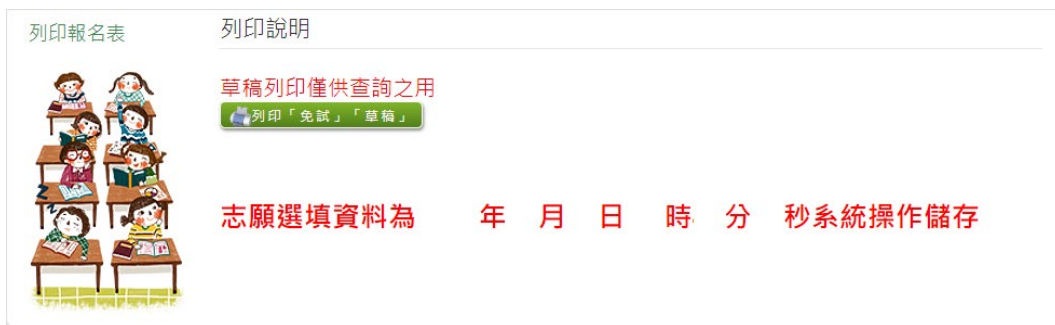 列印報名表
列印說明
草稿列印僅供查詢之用
列印「免試」「草稿」
志願選填資料為 年 月 日 時 分 秒系統操作儲存